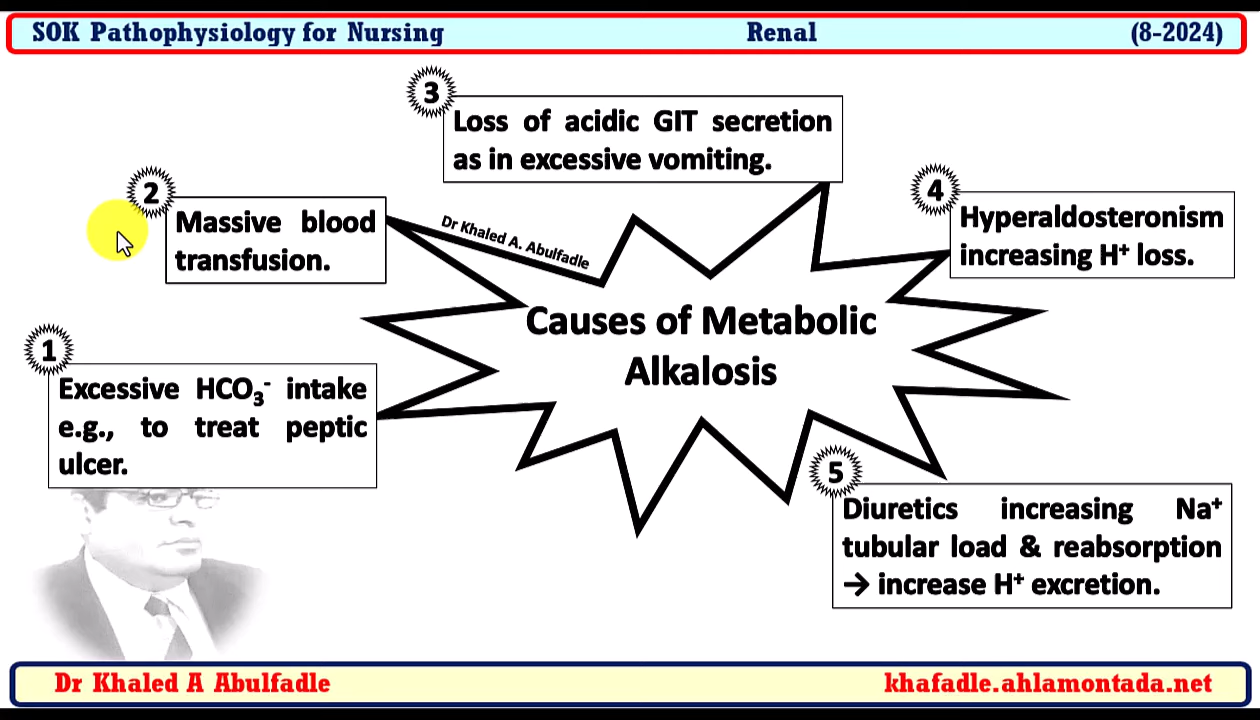 SOK Pathophysiology for Nursing Renal (8-2024)
3
Loss of acidic GIT secretion
as in excessive vomiting.
2
Massive blood
transfusion.
Dr Khaled A. Abulfadle
4
Hyperaldosteronism
increasing H⁺ loss.
Causes of Metabolic
Alkalosis
1
Excessive HCO₃⁻ intake
e.g., to treat peptic
ulcer.
5
Diuretics increasing Na⁺
tubular load & reabsorption
→ increase H⁺ excretion.
Dr Khaled A Abulfadle khafadle.ahlamontada.net